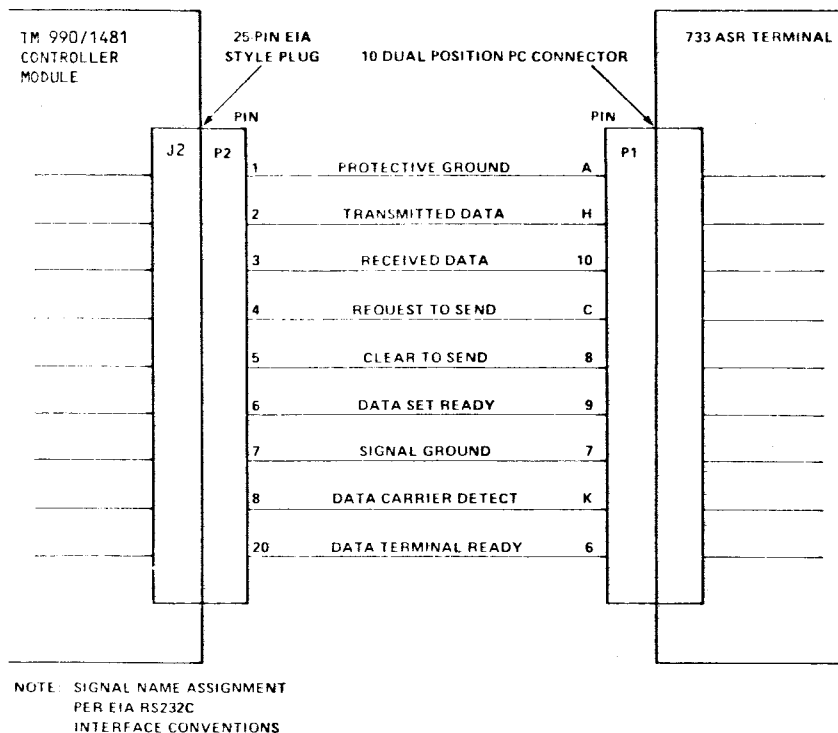 TM 990/1481
CONTROLLER
MODULE
25-PIN EIA
STYLE PLUG
10 DUAL POSITION PC CONNECTOR
733 ASR TERMINAL
PIN PIN
J2 P2 P1
1 PROTECTIVE GROUND A
2 TRANSMITTED DATA H
3 RECEIVED DATA 10
4 REQUEST TO SEND C
5 CLEAR TO SEND 8
6 DATA SET READY 9
7 SIGNAL GROUND 7
8 DATA CARRIER DETECT K
20 DATA TERMINAL READY 6
NOTE: SIGNAL NAME ASSIGNMENT
PER EIA RS232C
INTERFACE CONVENTIONS